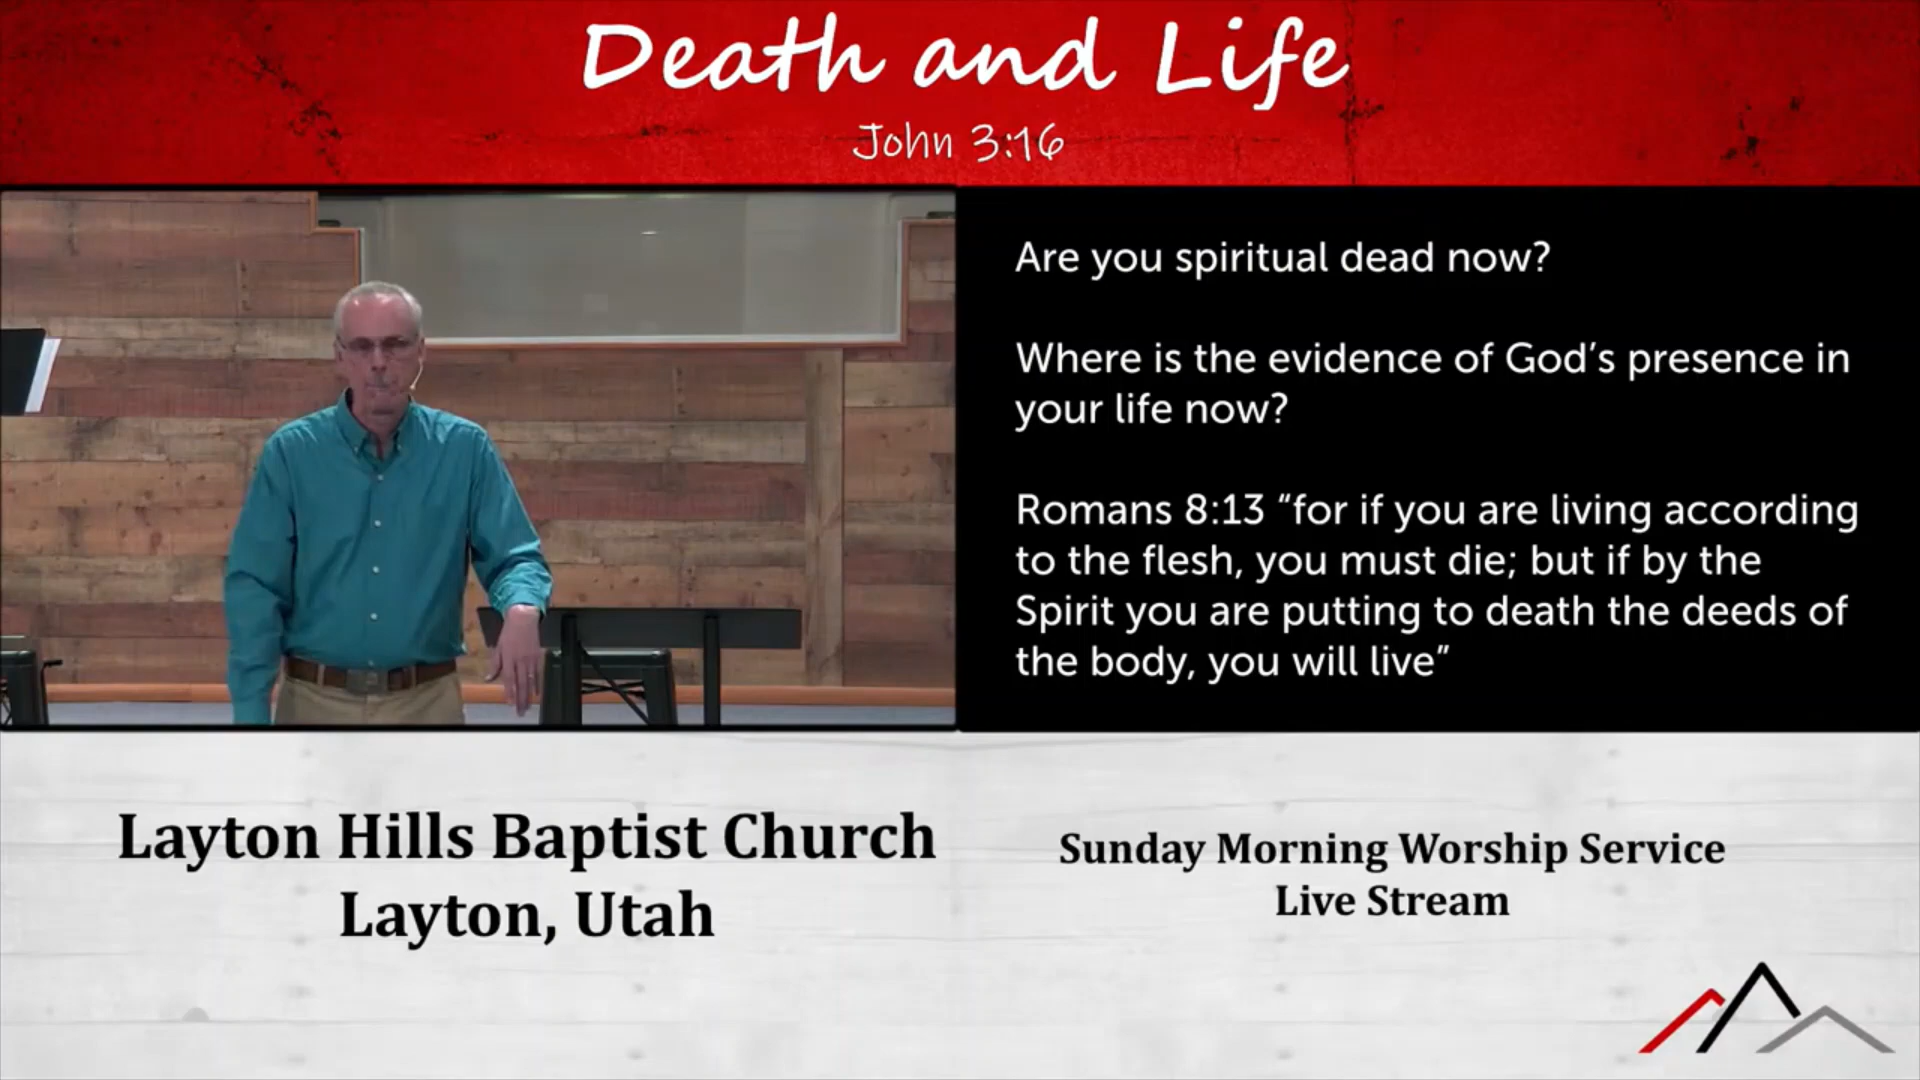 Death and Life
John 3:16
Are you spiritual dead now?
Where is the evidence of God's presence in
your life now?
Romans 8:13 “for if you are living according
to the flesh, you must die; but if by the
Spirit you are putting to death the deeds of
the body, you will live”
Layton Hills Baptist Church
Layton, Utah
Sunday Morning Worship Service
Live Stream